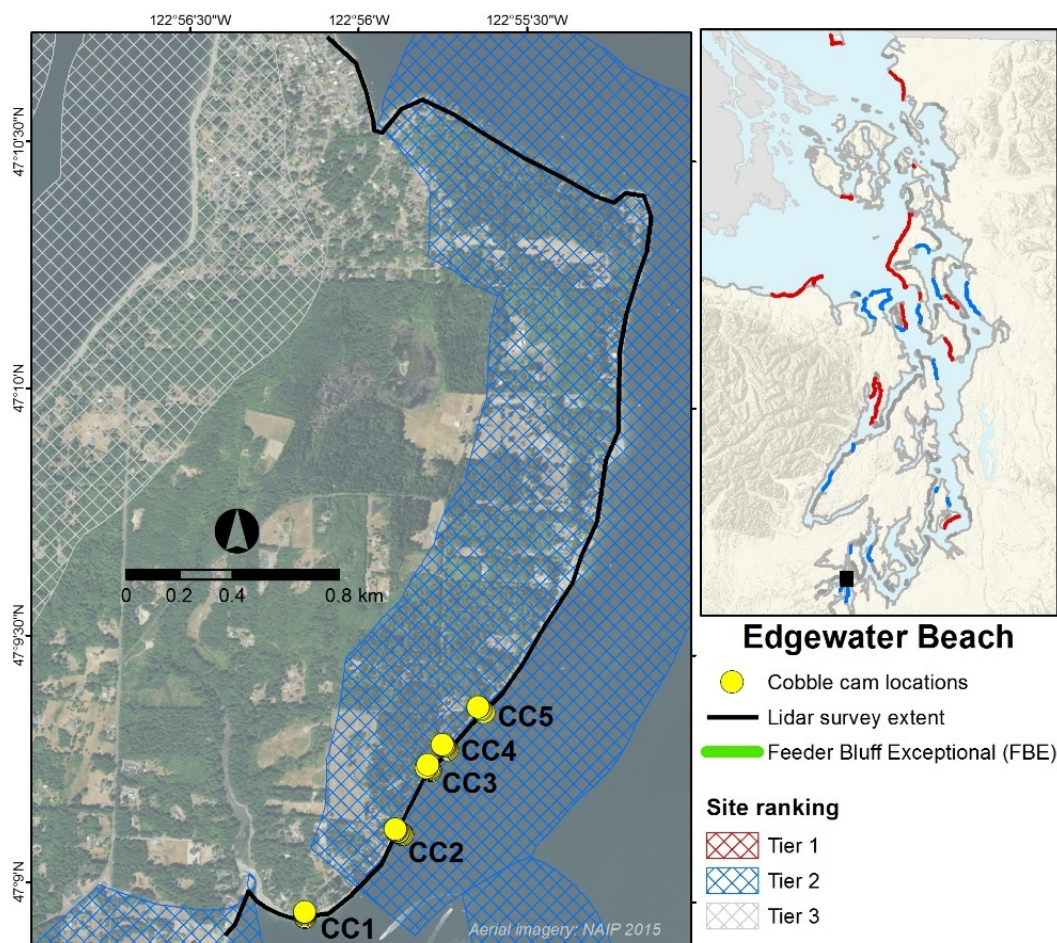 122°56'30"W
122°56'W
122°55'30"W
47°10'30"N
47°10'N
47°9'30"N
47°9'N
0
0.2
0.4
0.8 km
CC5
CC4
CC3
CC2
CC1
Aerial imagery: NAIP 2015
Edgewater Beach
Cobble cam locations
Lidar survey extent
Feeder Bluff Exceptional (FBE)
Site ranking
Tier 1
Tier 2
Tier 3